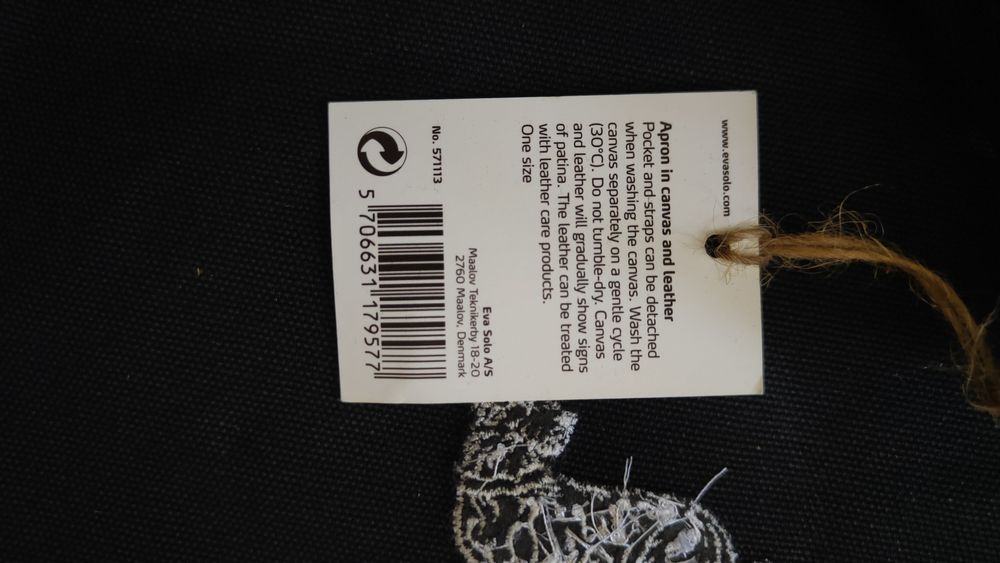 www.evasolo.com
Apron in canvas and leather
Pocket and straps can be detached
when washing the canvas. Wash the
canvas separately on a gentle cycle
(30°C). Do not tumble-dry. Canvas
and leather will gradually show signs
of patina. The leather can be treated
with leather care products.
One size
Eva Solo A/S
Maaløv Teknikerby 18-20
2760 Maaløv, Denmark
No. 571113
5 706631 179577